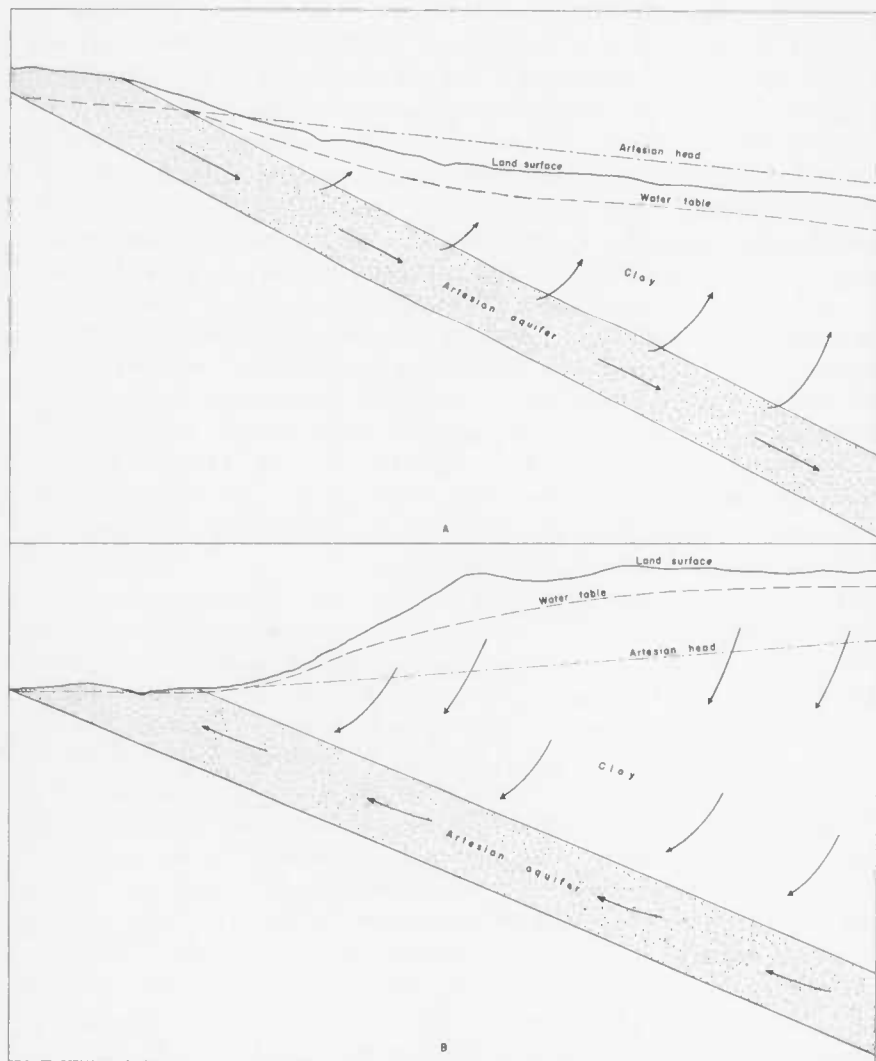 Artesian head
Land surface
Water table
Clay
Artesian aquifer
A
Land surface
Water table
Artesian head
Clay
Artesian aquifer
B